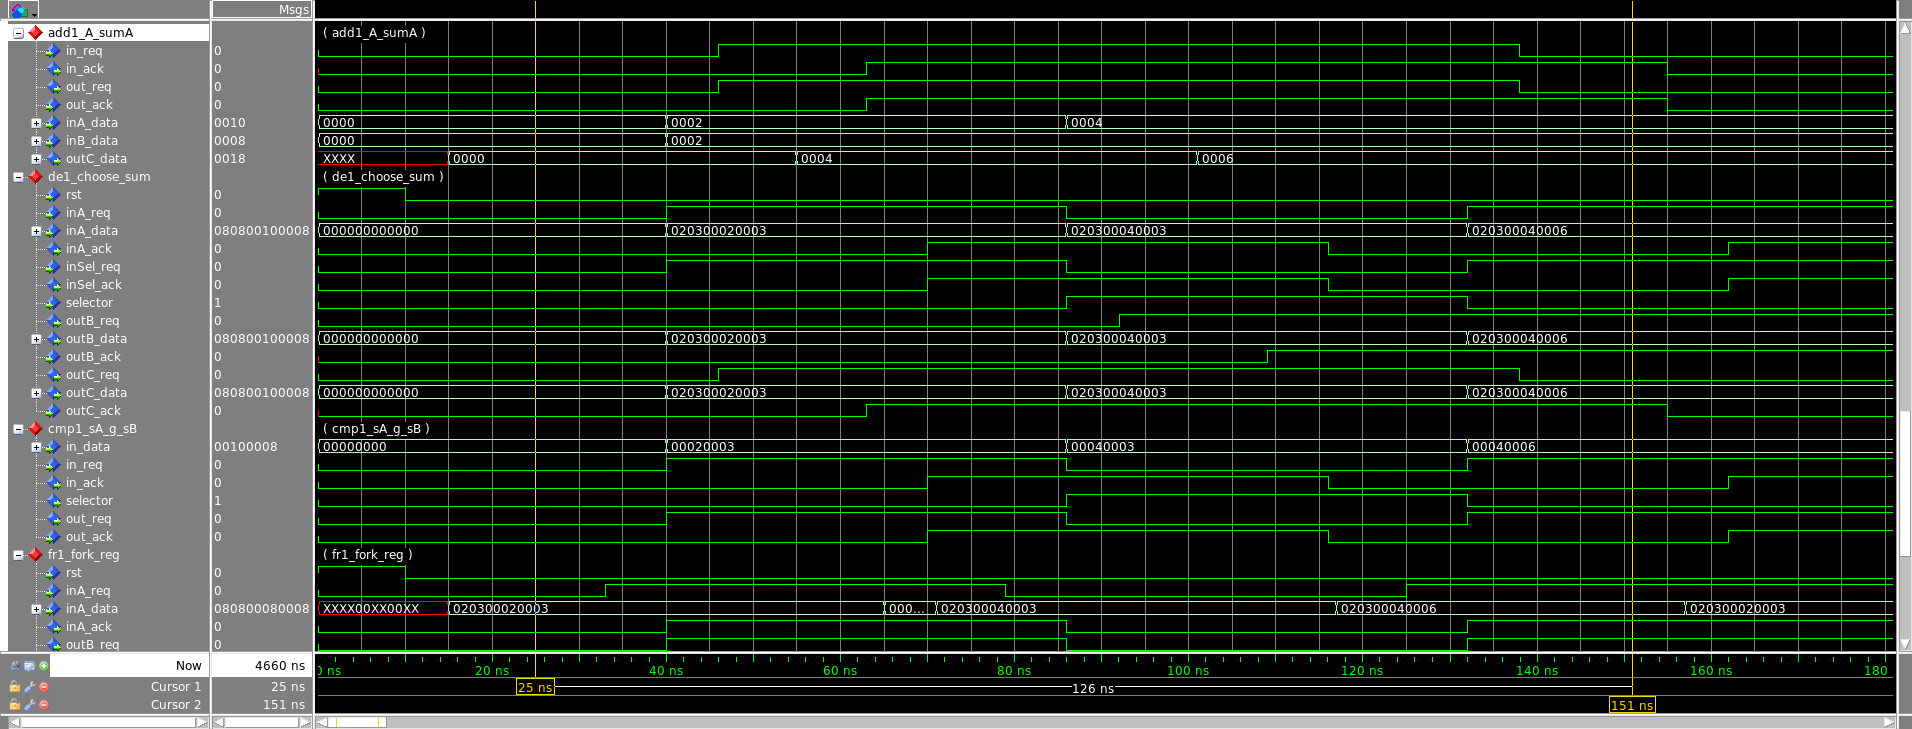 Msgs
add1_A_sumA ( add1_A_sumA )
in_req 0
in_ack 0
out_req 0
out_ack 0
inA_data 0010 0000 0002 0004
inB_data 0008 0000 0002
outC_data 0018 XXXX 0000 0004 0006
de1_choose_sum ( de1_choose_sum )
rst 0
inA_req 0
inA_data 080800100008 000000000000 020300020003 020300040003 020300040006
inA_ack 0
inSel_req 0
inSel_ack 0
selector 1
outB_req 0
outB_data 080800100008 000000000000 020300020003 020300040003 020300040006
outB_ack 0
outC_req 0
outC_data 080800100008 000000000000 020300020003 020300040003 020300040006
outC_ack 0
cmp1_sA_g_sB ( cmp1_sA_g_sB )
in_data 00100008 00000000 00020003 00040003 00040006
in_req 0
in_ack 0
selector 1
out_req 0
out_ack 0
fr1_fork_reg ( fr1_fork_reg )
rst 0
inA_req 0
inA_data 080800080008 XXXX00XX00XX 020300020003 000... 020300040003 020300040006 020300020003
inA_ack 0
outB_req 0
Now 4660 ns 0 ns 20 ns 40 ns 60 ns 80 ns 100 ns 120 ns 140 ns 160 ns 180
Cursor 1 25 ns 25 ns 126 ns
Cursor 2 151 ns 151 ns